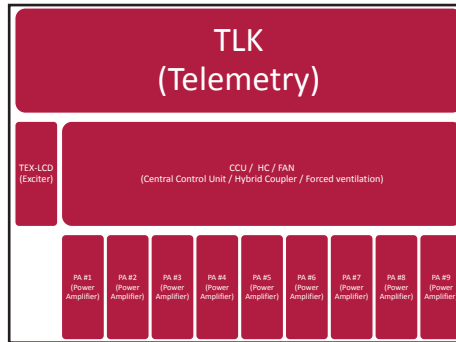 TLK
(Telemetry)
TEX-LCD
(Exciter)
CCU / HC / FAN
(Central Control Unit / Hybrid Coupler / Forced ventilation)
PA #1
(Power
Amplifier)
PA #2
(Power
Amplifier)
PA #3
(Power
Amplifier)
PA #4
(Power
Amplifier)
PA #5
(Power
Amplifier)
PA #6
(Power
Amplifier)
PA #7
(Power
Amplifier)
PA #8
(Power
Amplifier)
PA #9
(Power
Amplifier)